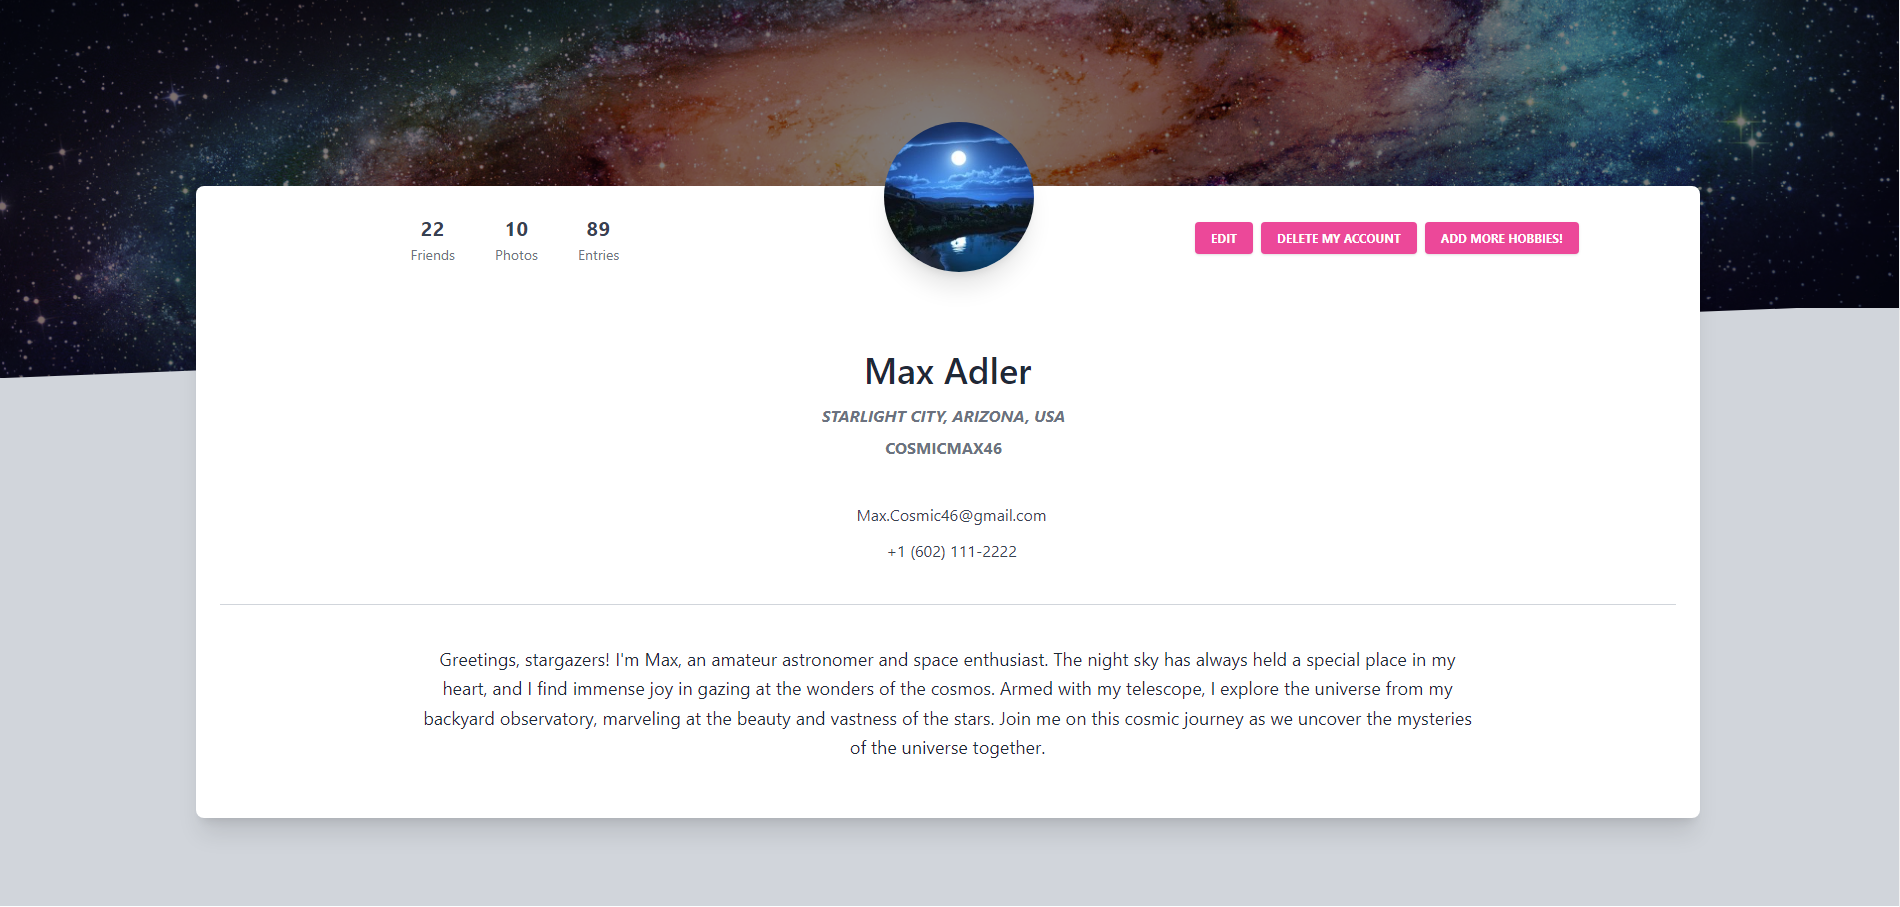 22 10 89
Friends Photos Entries
EDIT DELETE MY ACCOUNT ADD MORE HOBBIES!
Max Adler
STARLIGHT CITY, ARIZONA, USA
COSMICMAX46
Max.Cosmic46@gmail.com
+1 (602) 111-2222
Greetings, stargazers! I'm Max, an amateur astronomer and space enthusiast. The night sky has always held a special place in my
heart, and I find immense joy in gazing at the wonders of the cosmos. Armed with my telescope, I explore the universe from my
backyard observatory, marveling at the beauty and vastness of the stars. Join me on this cosmic journey as we uncover the mysteries
of the universe together.